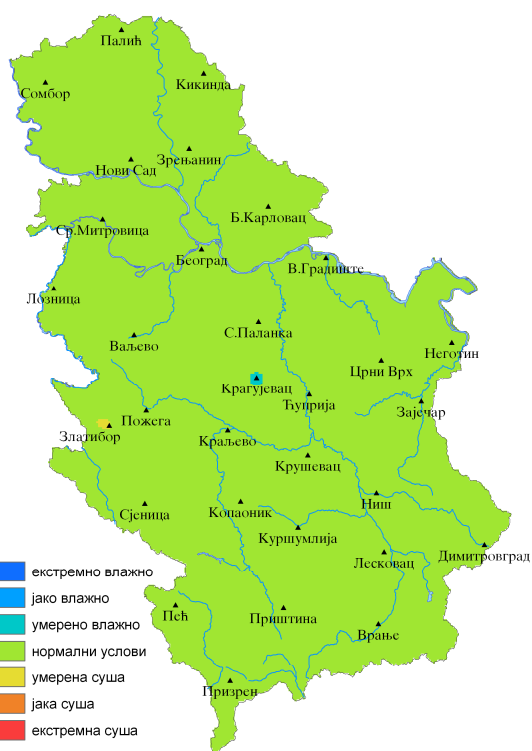 Палић
Кикинда
Сомбор
Зрењанин
Нови Сад
Б.Карловац
Ср.Митровица
Београд
В.Градиште
Лозница
С.Паланка
Ваљево
Неготин
Црни Врх
Крагујевац
Ћуприја
Зајечар
Пожега
Златибор
Краљево
Крушевац
Ниш
Копаоник
Сјеница
Куршумлија
Димитровград
Лесковац
Пећ
Приштина
Врање
Призрен
екстремно влажно
јако влажно
умерено влажно
нормални услови
умерена суша
јака суша
екстремна суша